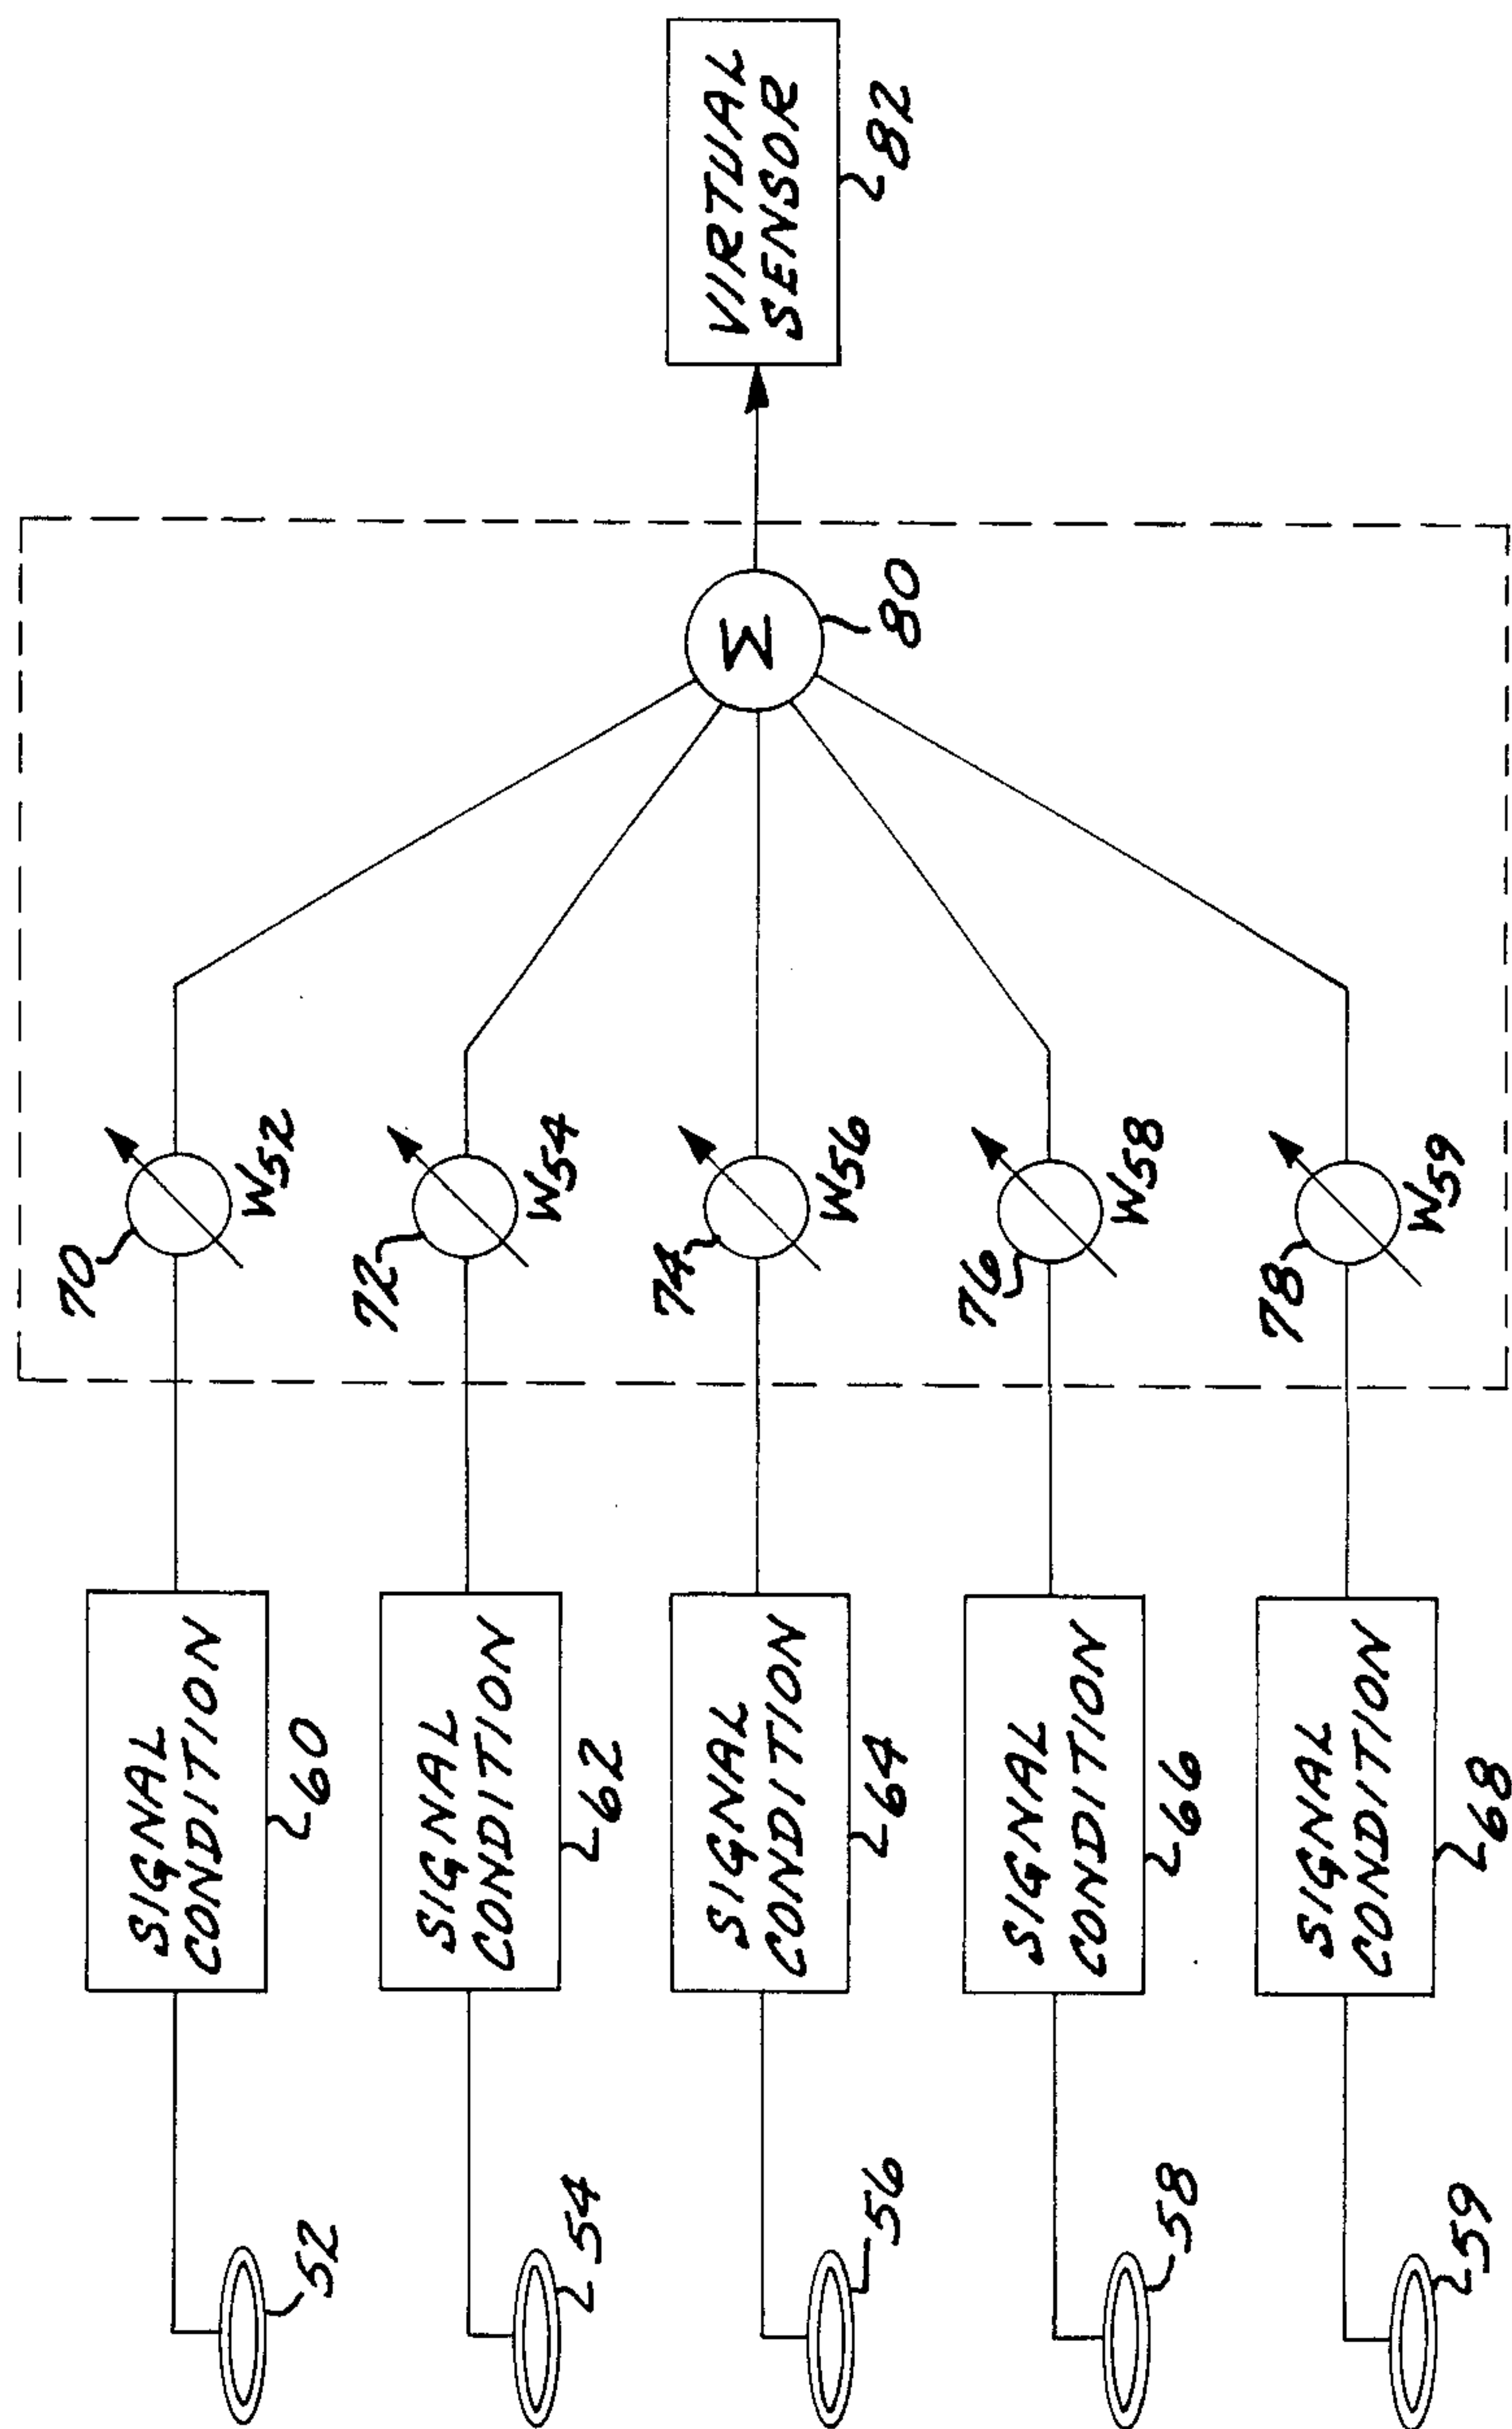 52
SIGNAL
CONDITION
60
70
W52
54
SIGNAL
CONDITION
62
72
W54
56
SIGNAL
CONDITION
64
74
W56
Σ
80
VIRTUAL
SENSOR
82
58
SIGNAL
CONDITION
66
76
W58
59
SIGNAL
CONDITION
68
78
W59